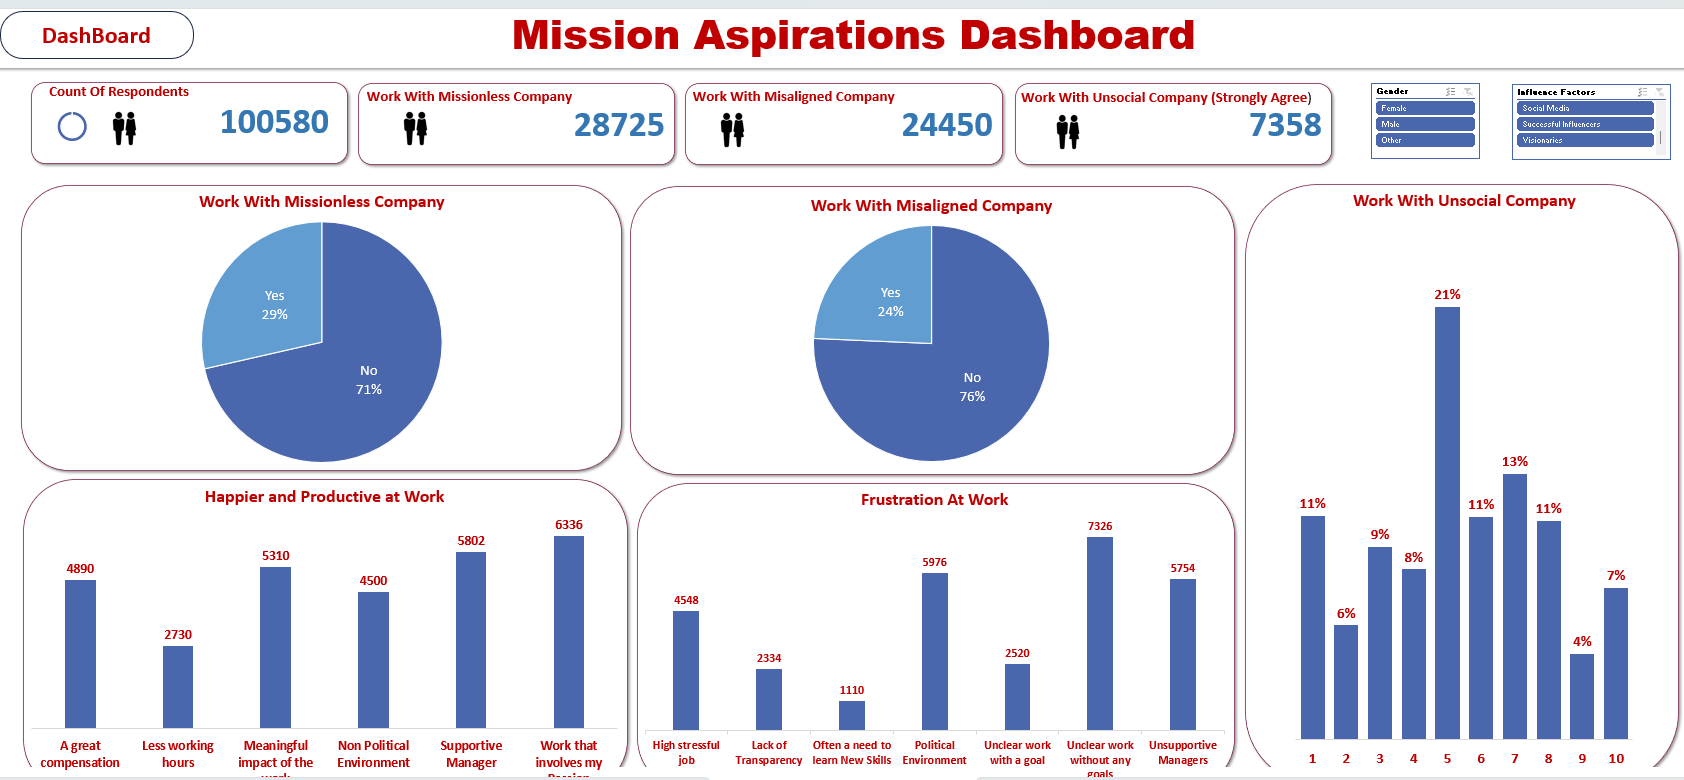 DashBoard
Mission Aspirations Dashboard
Count Of Respondents
100580
Work With Missionless Company
28725
Work With Misaligned Company
24450
Work With Unsocial Company (Strongly Agree)
7358
Gender
Female
Male
Other
Influence Factors
Social Media
Successful Influencers
Visionaries
Work With Missionless Company
Yes
29%
No
71%
Work With Misaligned Company
Yes
24%
No
76%
Work With Unsocial Company
11%
6%
9%
8%
21%
11%
13%
11%
4%
7%
1 2 3 4 5 6 7 8 9 10
Happier and Productive at Work
4890
2730
5310
4500
5802
6336
A great
compensation
Less working
hours
Meaningful
impact of the
work
Non Political
Environment
Supportive
Manager
Work that
involves my
Passion
Frustration At Work
4548
2334
1110
5976
2520
7326
5754
High stressful
job
Lack of
Transparency
Often a need to
learn New Skills
Political
Environment
Unclear work
with a goal
Unclear work
without any
goals
Unsupportive
Managers